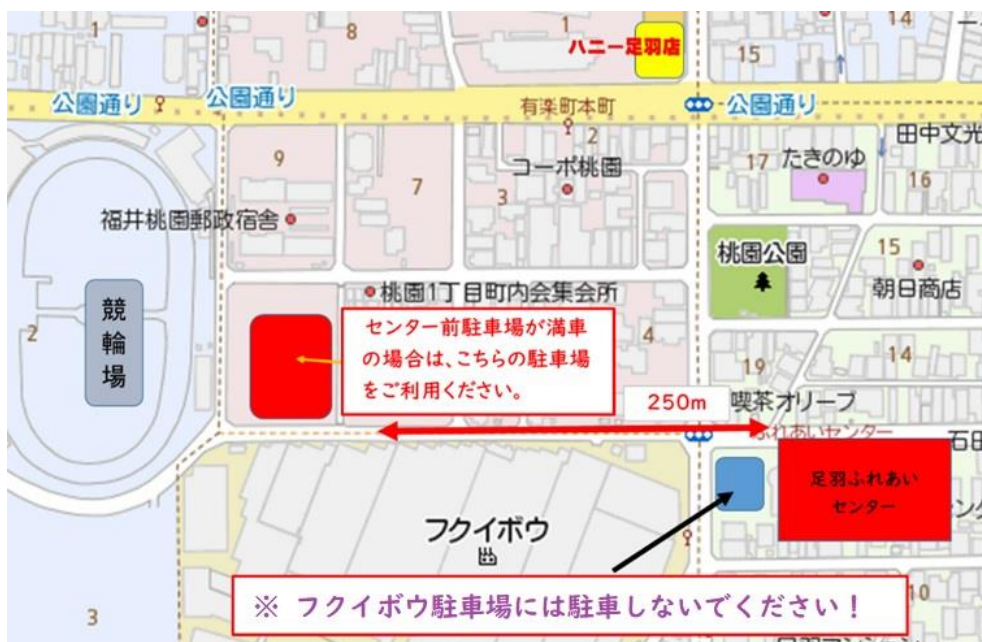 1
8
1
ハニー足羽店
15
14
公園通り
公園通り
有楽町本町
公園通り
9
7
2
コーポ桃園
3
17
たきのゆ
田中文光
16
福井桃園郵政宿舎
桃園公園
15
朝日商店
桃園1丁目町内会集会所
競輪場
2
センター前駐車場が満車
の場合は、こちらの駐車場
をご利用ください。
4
19
14
250m
喫茶オリーブ
ふれあいセンター
石田
足羽ふれあい
センター
ング
フクイボウ
※ フクイボウ駐車場には駐車しないでください！
10
3